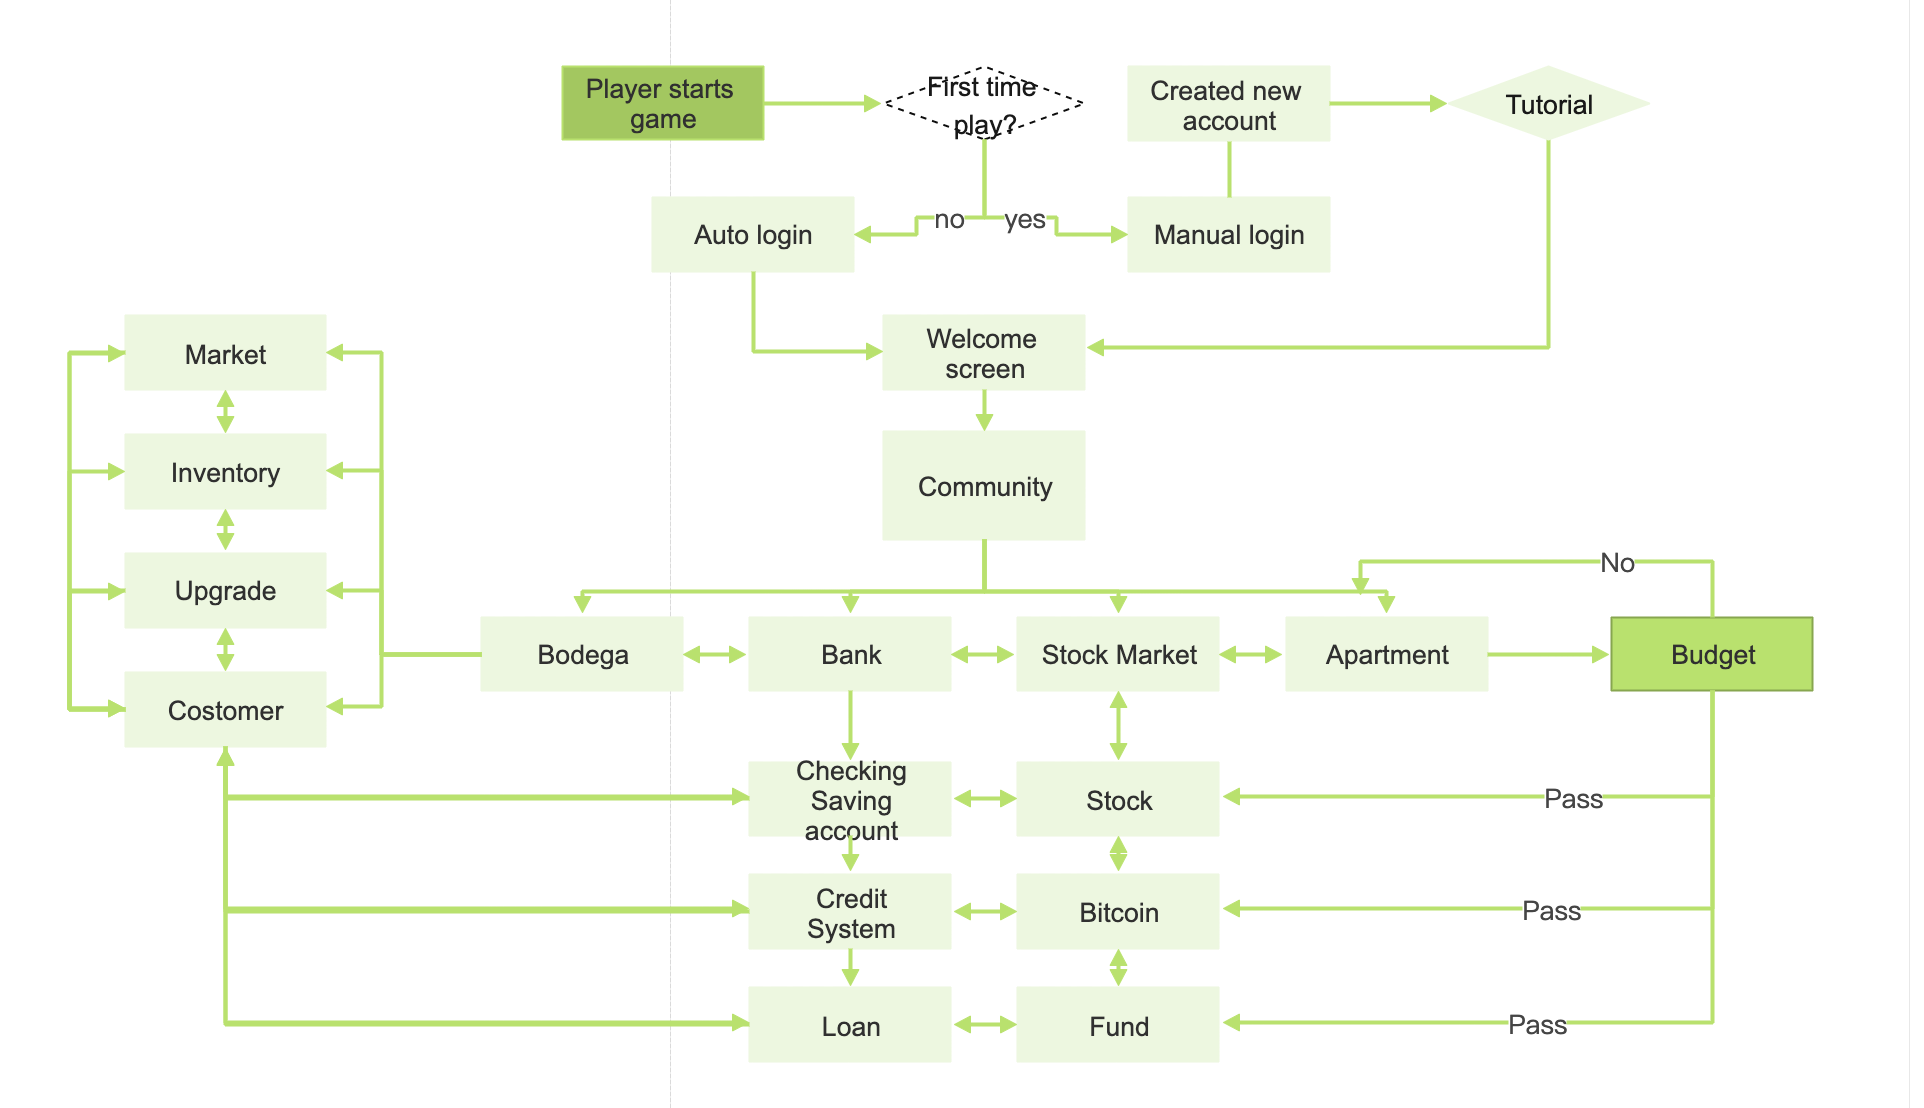 Player starts
game
First time
play?
Created new
account
Tutorial
Auto login
no
yes
Manual login
Welcome
screen
Market
Inventory
Upgrade
Costomer
Community
No
Bodega
Bank
Stock Market
Apartment
Budget
Checking
Saving
account
Stock
Pass
Credit
System
Bitcoin
Pass
Loan
Fund
Pass